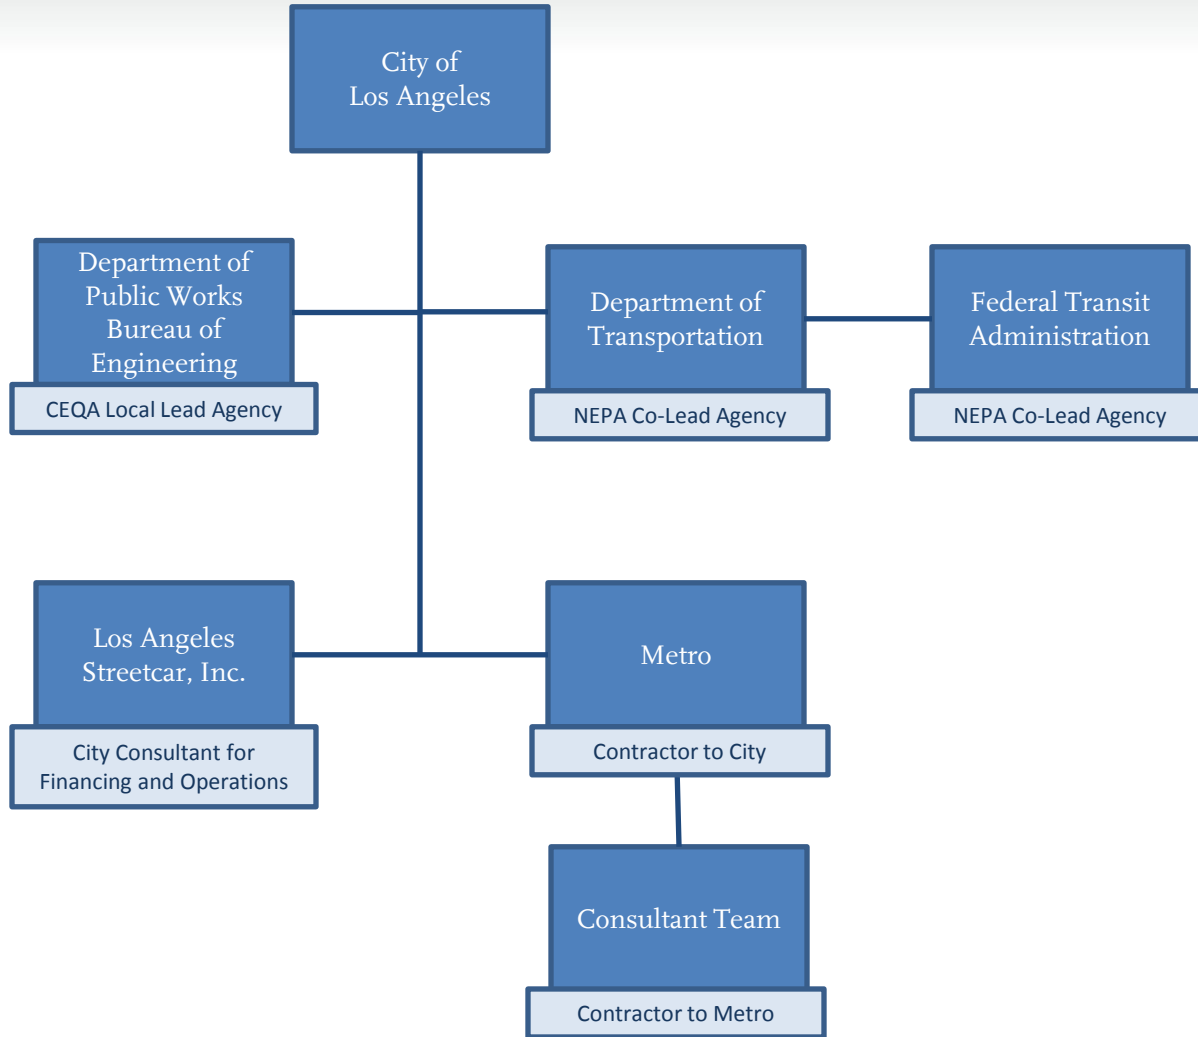 City of
Los Angeles
Department of
Public Works
Bureau of
Engineering
CEQA Local Lead Agency
Department of
Transportation
NEPA Co-Lead Agency
Federal Transit
Administration
NEPA Co-Lead Agency
Los Angeles
Streetcar, Inc.
City Consultant for
Financing and Operations
Metro
Contractor to City
Consultant Team
Contractor to Metro